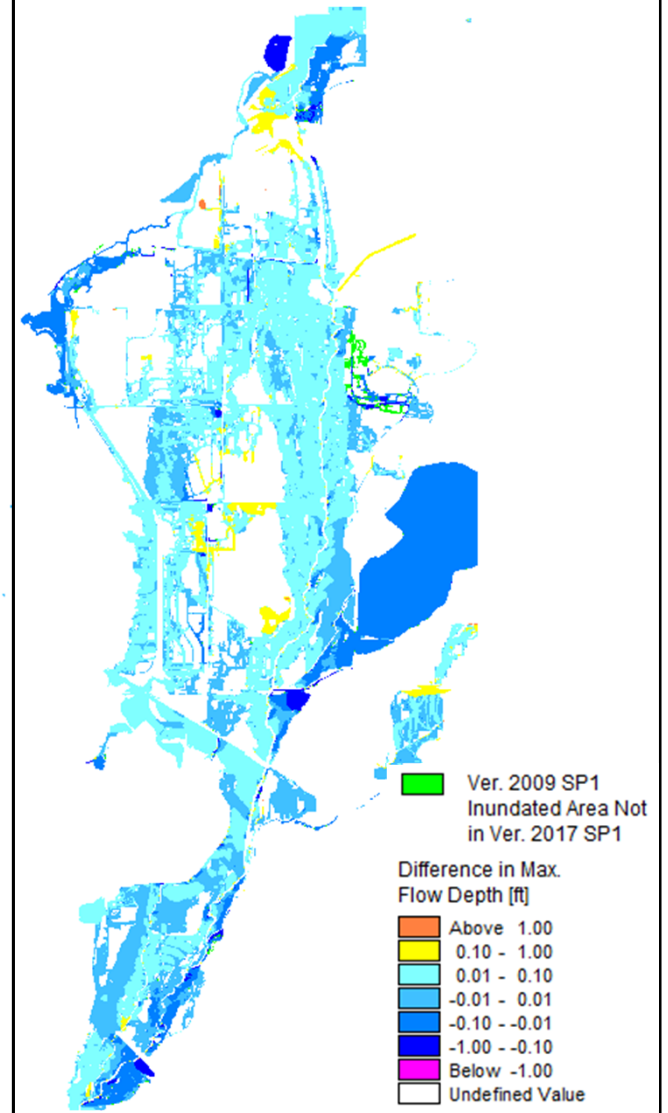 Ver. 2009 SP1
Inundated Area Not
in Ver. 2017 SP1
Difference in Max.
Flow Depth [ft]
Above 1.00
0.10 - 1.00
0.01 - 0.10
-0.01 - 0.01
-0.10 - -0.01
-1.00 - -0.10
Below -1.00
Undefined Value